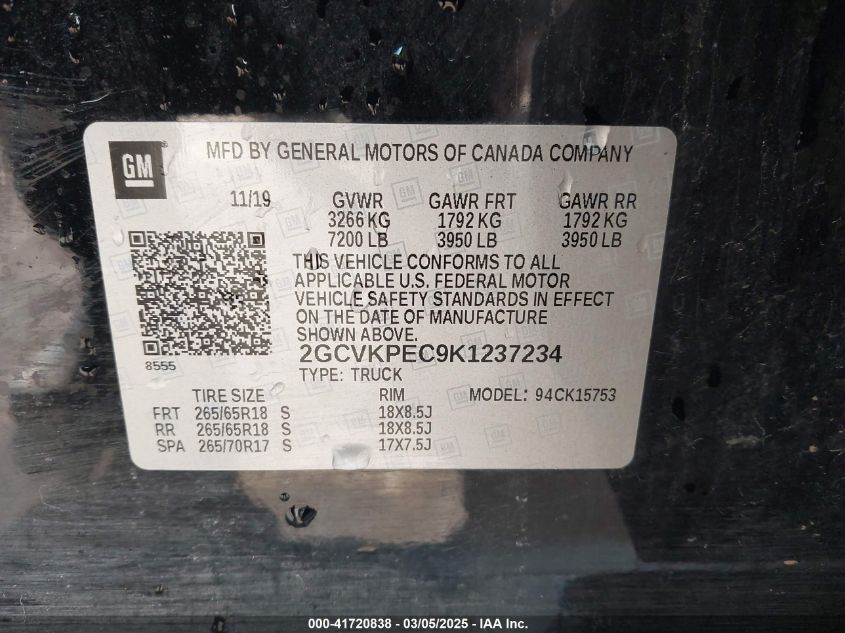 GM
MFD BY GENERAL MOTORS OF CANADA COMPANY
11/19 GVWR GAWR FRT GAWR RR
3266 KG 1792 KG 1792 KG
7200 LB 3950 LB 3950 LB
THIS VEHICLE CONFORMS TO ALL
APPLICABLE U.S. FEDERAL MOTOR
VEHICLE SAFETY STANDARDS IN EFFECT
ON THE DATE OF MANUFACTURE
SHOWN ABOVE.
8555
2GCVKPEC9K1237234
TYPE: TRUCK
TIRE SIZE RIM MODEL: 94CK15753
FRT 265/65R18 S 18X8.5J
RR 265/65R18 S 18X8.5J
SPA 265/70R17 S 17X7.5J
000-41720838 - 03/05/2025 - IAA Inc.